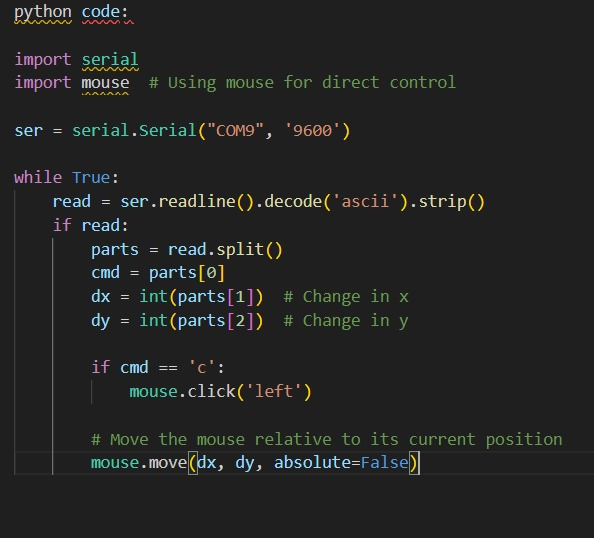 python code:
import serial
import mouse  # Using mouse for direct control
ser = serial.Serial("COM9", '9600')
while True:
    read = ser.readline().decode('ascii').strip()
    if read:
        parts = read.split()
        cmd = parts[0]
        dx = int(parts[1])  # Change in x
        dy = int(parts[2])  # Change in y
        if cmd == 'c':
            mouse.click('left')
        # Move the mouse relative to its current position
        mouse.move(dx, dy, absolute=False)